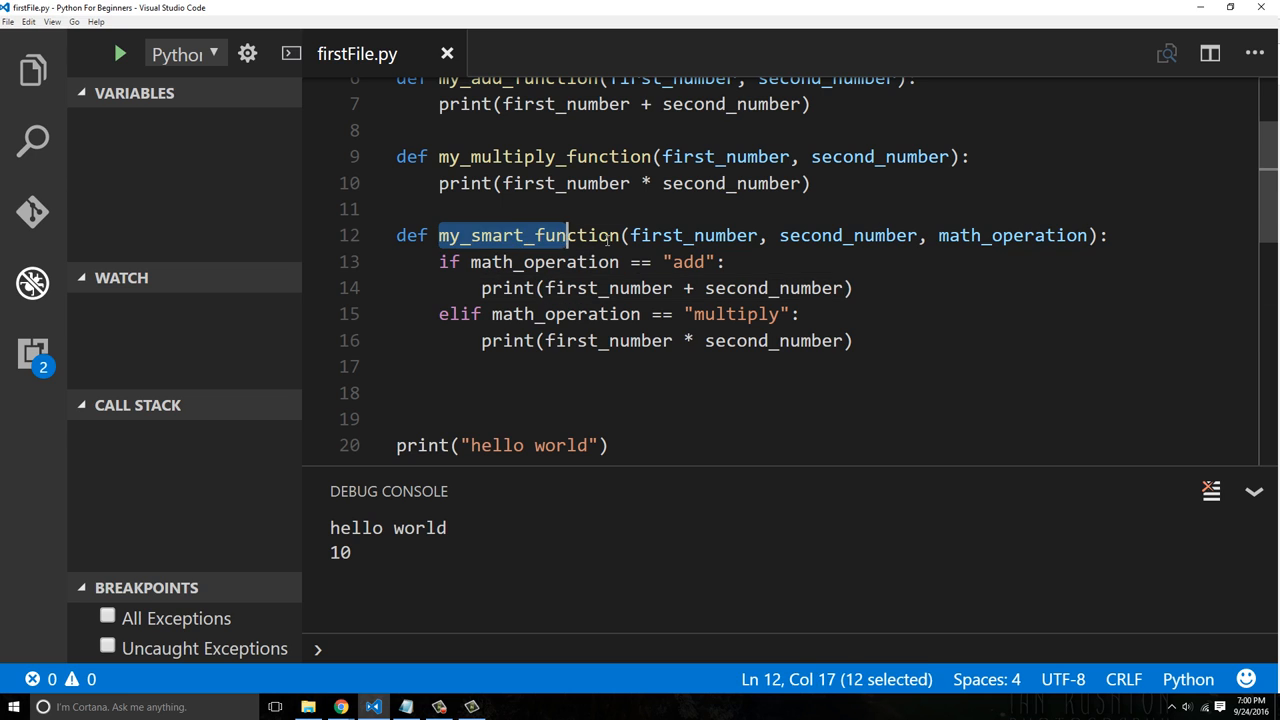 firstFile.py - Python For Beginners - Visual Studio Code
File Edit View Go Help
Python
firstFile.py
VARIABLES
WATCH
CALL STACK
BREAKPOINTS
All Exceptions
Uncaught Exceptions
2
6 def my_add_function(first_number, second_number):
7 print(first_number + second_number)
8
9 def my_multiply_function(first_number, second_number):
10 print(first_number * second_number)
11
12 def my_smart_function(first_number, second_number, math_operation):
13 if math_operation == "add":
14 print(first_number + second_number)
15 elif math_operation == "multiply":
16 print(first_number * second_number)
17
18
19
20 print("hello world")
DEBUG CONSOLE
hello world
10
0 0 Ln 12, Col 17 (12 selected) Spaces: 4 UTF-8 CRLF Python
I'm Cortana. Ask me anything.
7:00 PM
9/24/2016